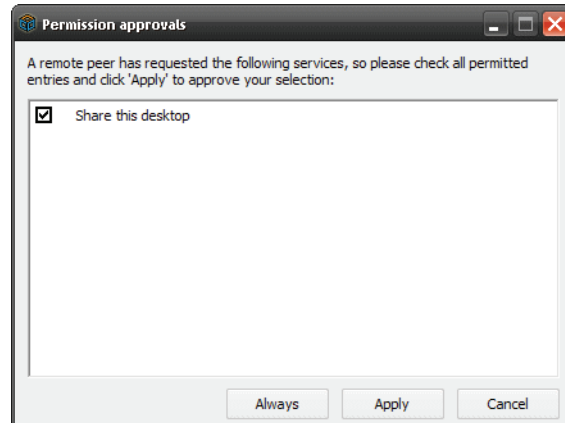 Permission approvals
A remote peer has requested the following services, so please check all permitted
entries and click 'Apply' to approve your selection:
Share this desktop
Always Apply Cancel